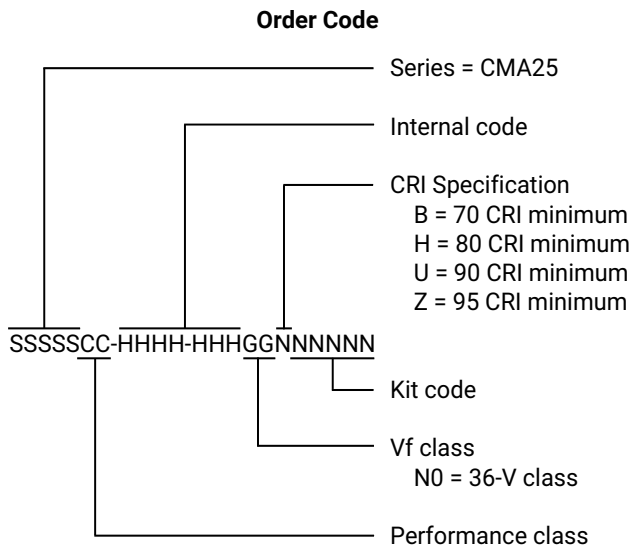 Order Code
Series = CMA25
Internal code
CRI Specification
B = 70 CRI minimum
H = 80 CRI minimum
U = 90 CRI minimum
Z = 95 CRI minimum
SSSSSCC-HHHH-HHHGGNNNNNN
Kit code
Vf class
N0 = 36-V class
Performance class